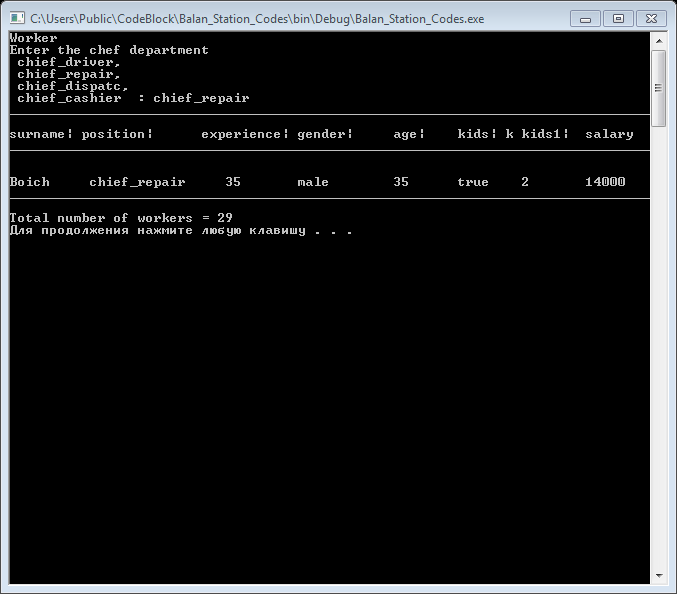 C:\Users\Public\CodeBlock\Balan_Station_Codes\bin\Debug\Balan_Station_Codes.exe
Worker
Enter the chef department
chief_driver,
chief_repair,
chief_dispatc,
chief_cashier : chief_repair
surname¦ position¦ experience¦ gender¦ age¦ kids¦ k kids1¦ salary
Boich chief_repair 35 male 35 true 2 14000
Total number of workers = 29
Для продолжения нажмите любую клавишу . . .